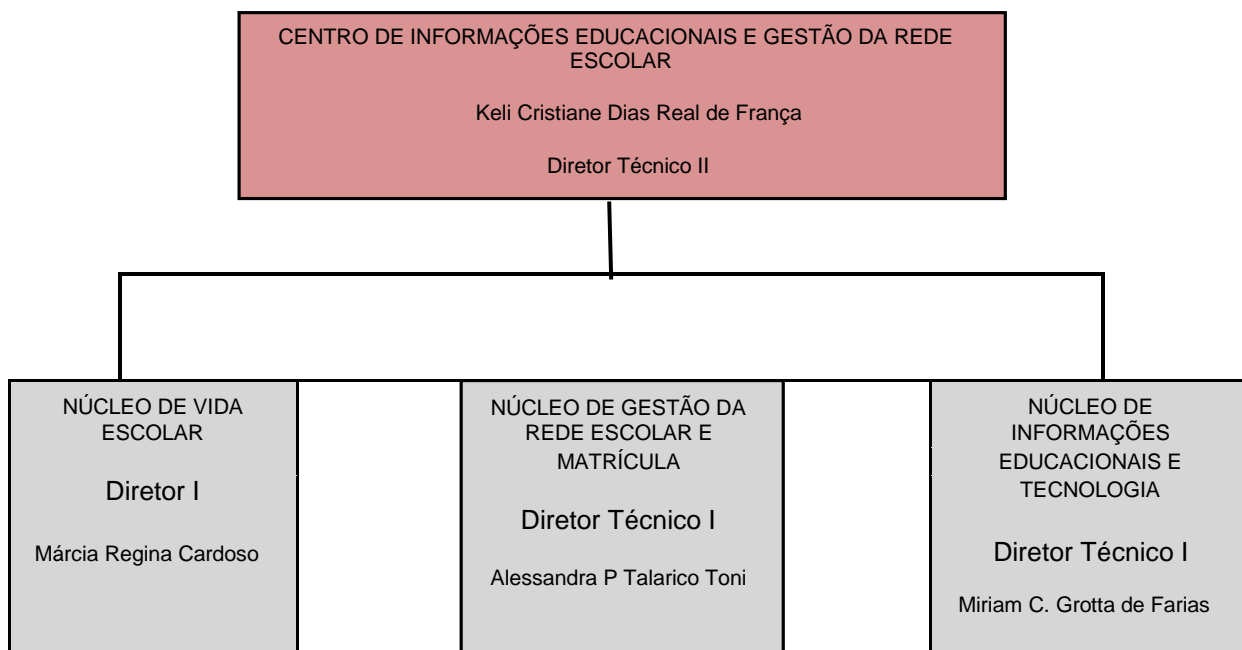 CENTRO DE INFORMAÇÕES EDUCACIONAIS E GESTÃO DA REDE
ESCOLAR
Keli Cristiane Dias Real de França
Diretor Técnico II
NÚCLEO DE VIDA
ESCOLAR
Diretor I
Márcia Regina Cardoso
NÚCLEO DE GESTÃO DA
REDE ESCOLAR E
MATRÍCULA
Diretor Técnico I
Alessandra P Talarico Toni
NÚCLEO DE
INFORMAÇÕES
EDUCACIONAIS E
TECNOLOGIA
Diretor Técnico I
Miriam C. Grotta de Farias